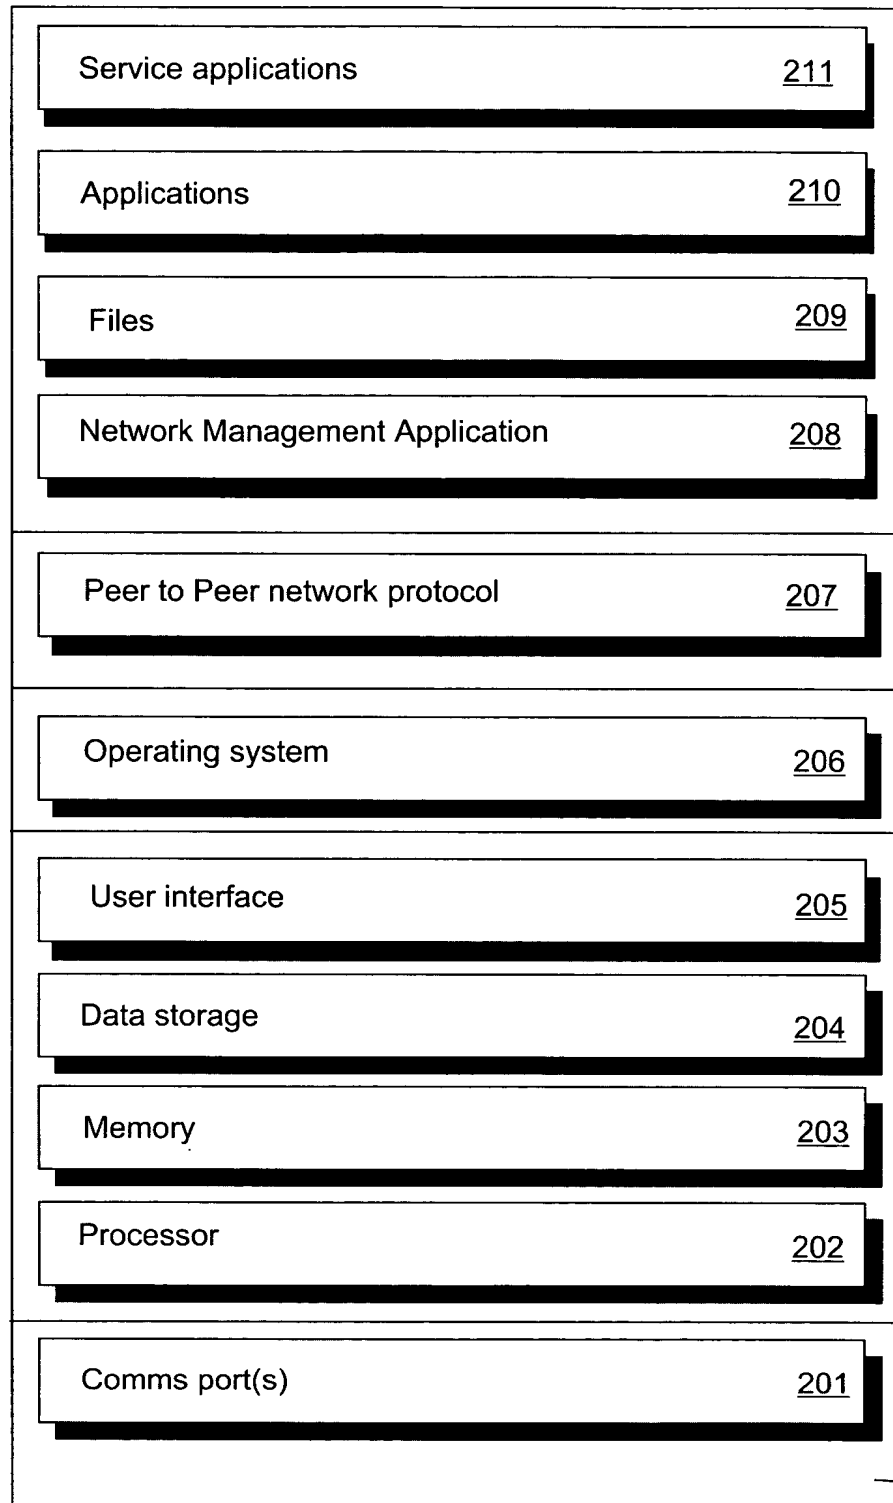 Service applications 211
Applications 210
Files 209
Network Management Application 208
Peer to Peer network protocol 207
Operating system 206
User interface 205
Data storage 204
Memory 203
Processor 202
Comms port(s) 201